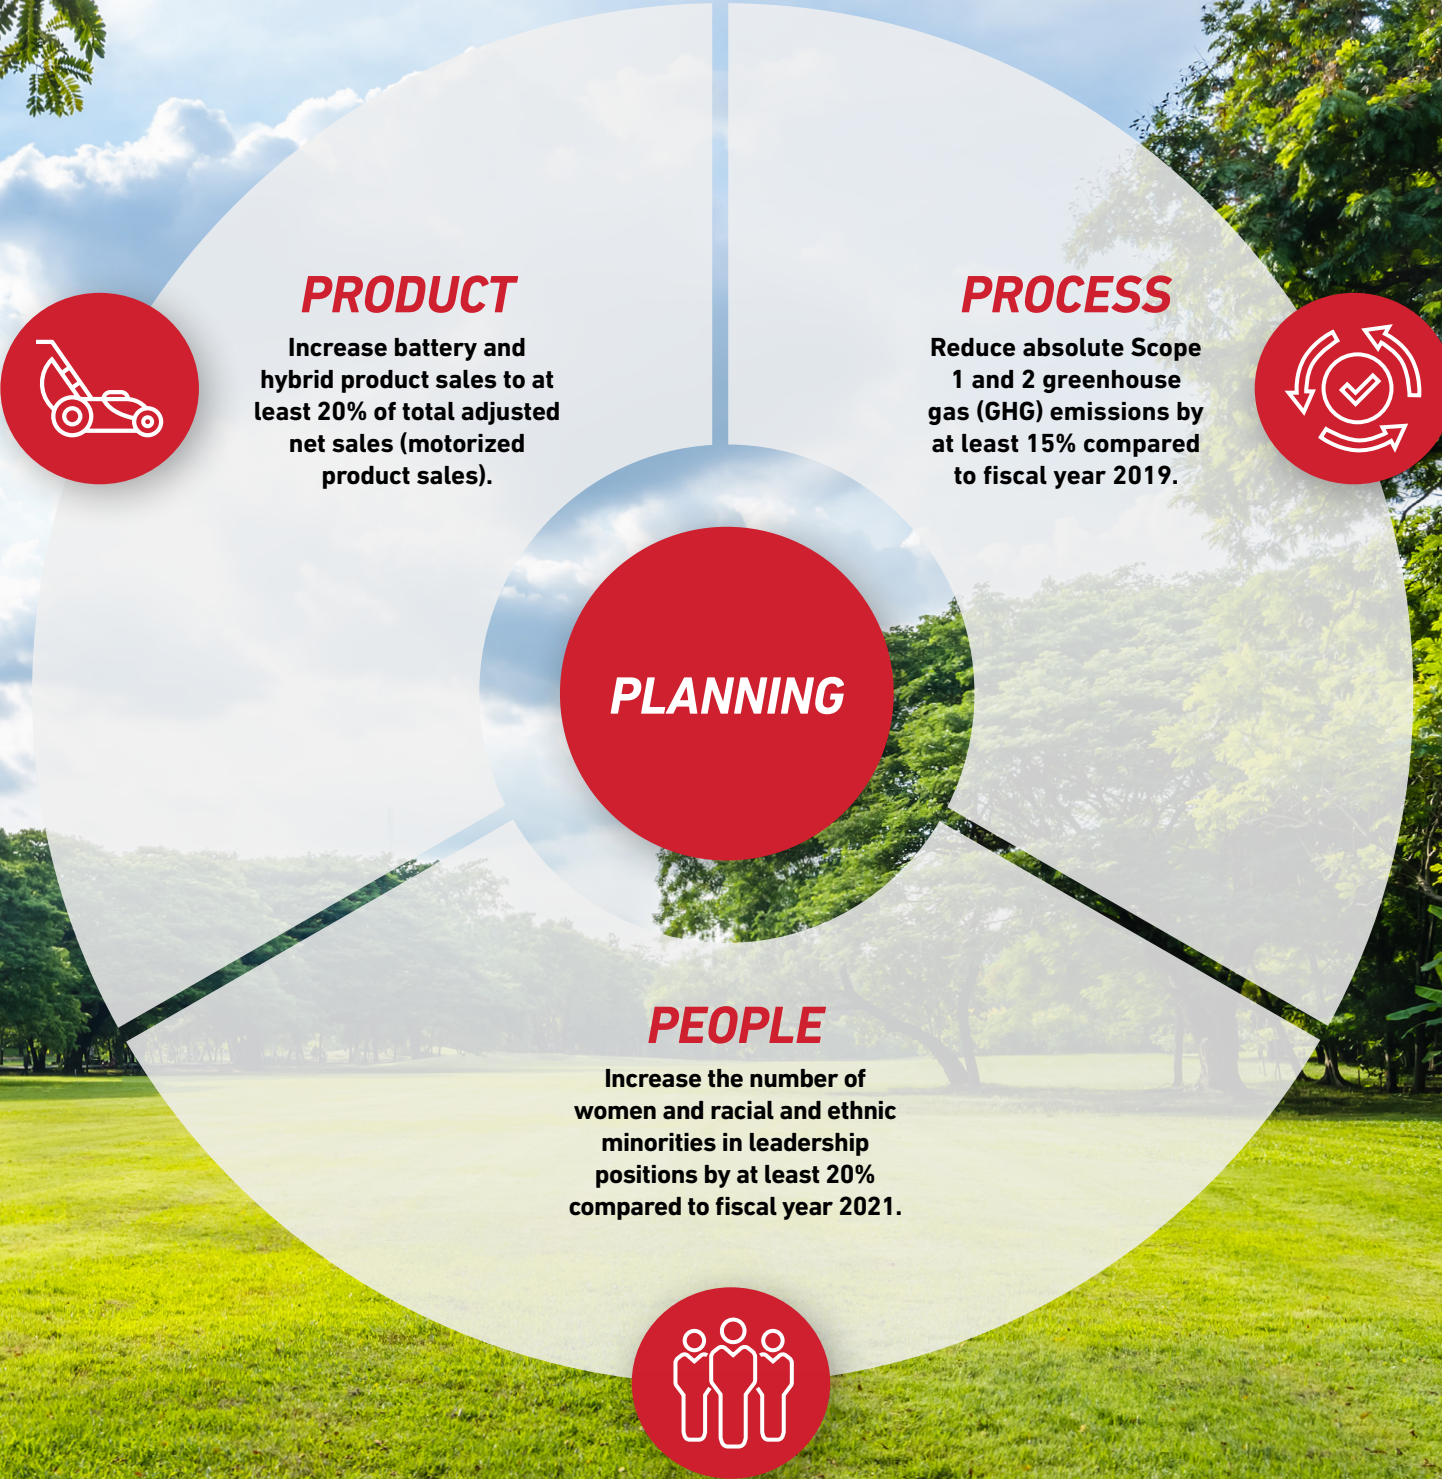 PRODUCT
Increase battery and
hybrid product sales to at
least 20% of total adjusted
net sales (motorized
product sales).
PROCESS
Reduce absolute Scope
1 and 2 greenhouse
gas (GHG) emissions by
at least 15% compared
to fiscal year 2019.
PLANNING
PEOPLE
Increase the number of
women and racial and ethnic
minorities in leadership
positions by at least 20%
compared to fiscal year 2021.